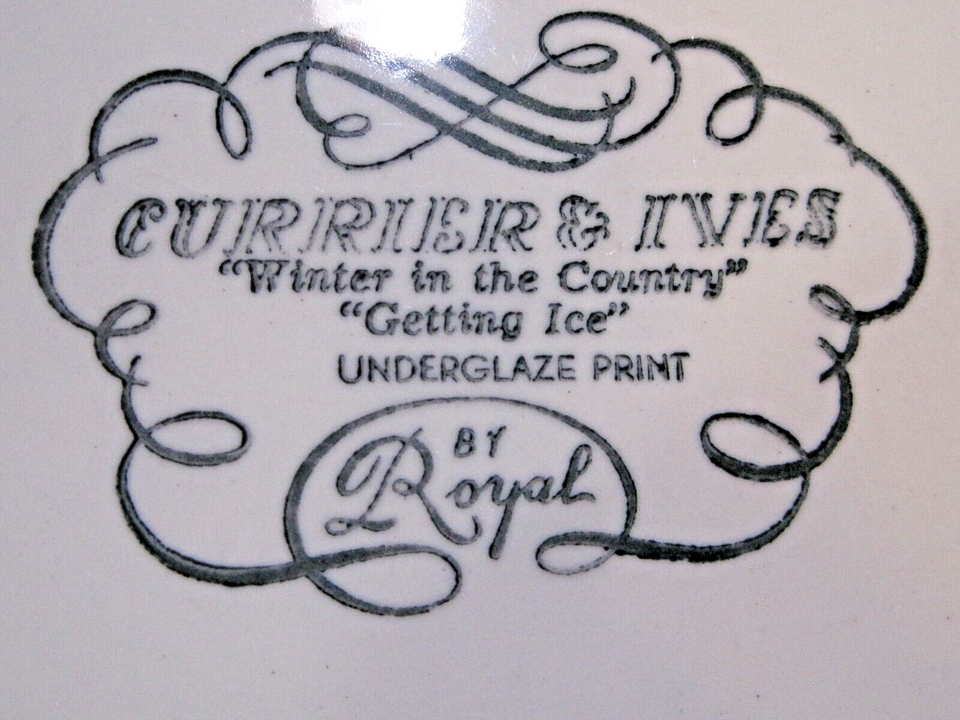 CURRIER & IVES
“Winter in the Country”
“Getting Ice”
UNDERGLAZE PRINT
BY
Royal